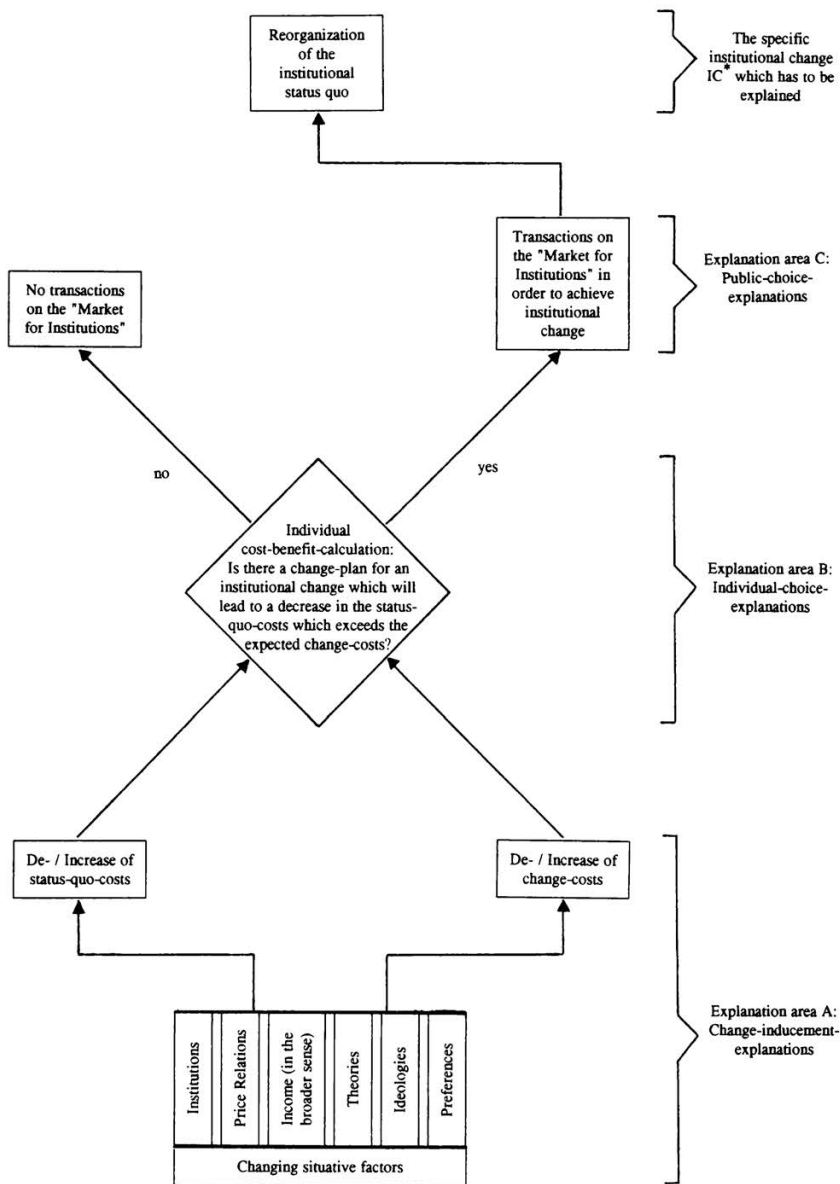 Reorganization
of the
institutional
status quo
The specific
institutional change
IC* which has to be
explained
No transactions
on the "Market
for Institutions"
Transactions on
the "Market for
Institutions" in
order to achieve
institutional
change
Explanation area C:
Public-choice-
explanations
no
yes
Individual
cost-benefit-calculation:
Is there a change-plan for an
institutional change which will
lead to a decrease in the status-
quo-costs which exceeds the
expected change-costs?
Explanation area B:
Individual-choice-
explanations
De- / Increase of
status-quo-costs
De- / Increase of
change-costs
Institutions
Price Relations
Income (in the
broader sense)
Theories
Ideologies
Preferences
Changing situative factors
Explanation area A:
Change-inducement-
explanations